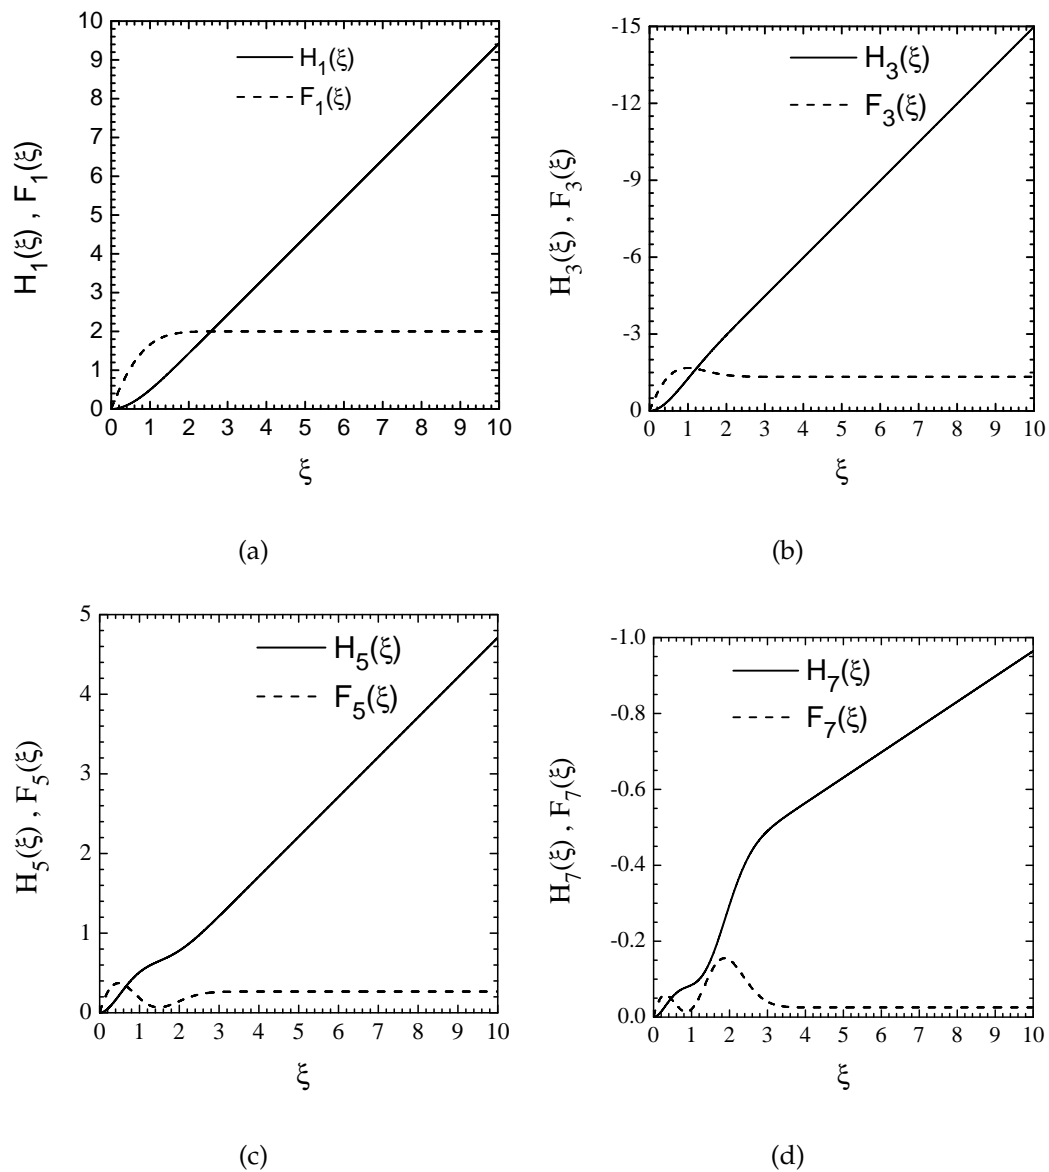 10
9
8
7
6
5
4
3
2
1
0
0 1 2 3 4 5 6 7 8 9 10
H₁(ξ) , F₁(ξ)
H₁(ξ)
F₁(ξ)
ξ
(a)
-15
-12
-9
-6
-3
0
0 1 2 3 4 5 6 7 8 9 10
H₃(ξ) , F₃(ξ)
H₃(ξ)
F₃(ξ)
ξ
(b)
5
4
3
2
1
0
0 1 2 3 4 5 6 7 8 9 10
H₅(ξ) , F₅(ξ)
H₅(ξ)
F₅(ξ)
ξ
(c)
-1.0
-0.8
-0.6
-0.4
-0.2
0.0
0 1 2 3 4 5 6 7 8 9 10
H₇(ξ) , F₇(ξ)
H₇(ξ)
F₇(ξ)
ξ
(d)